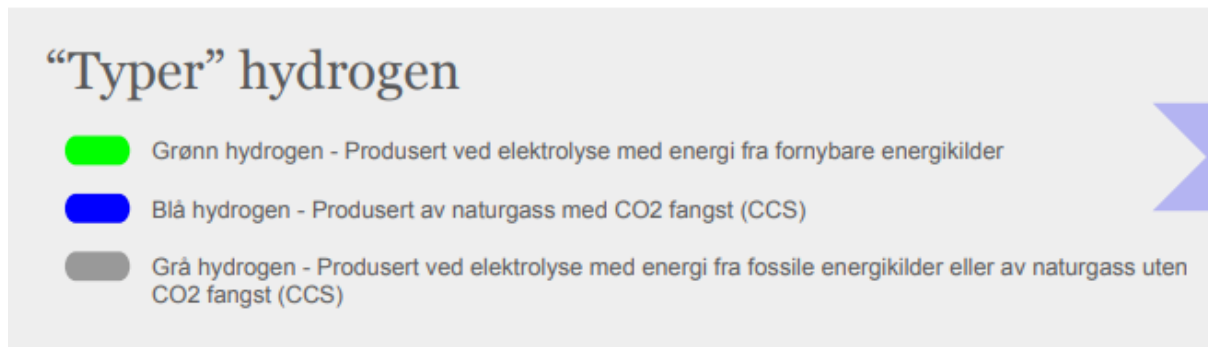 “Typer” hydrogen
Grønn hydrogen - Produsert ved elektrolyse med energi fra fornybare energikilder
Blå hydrogen - Produsert av naturgass med CO2 fangst (CCS)
Grå hydrogen - Produsert ved elektrolyse med energi fra fossile energikilder eller av naturgass uten
CO2 fangst (CCS)